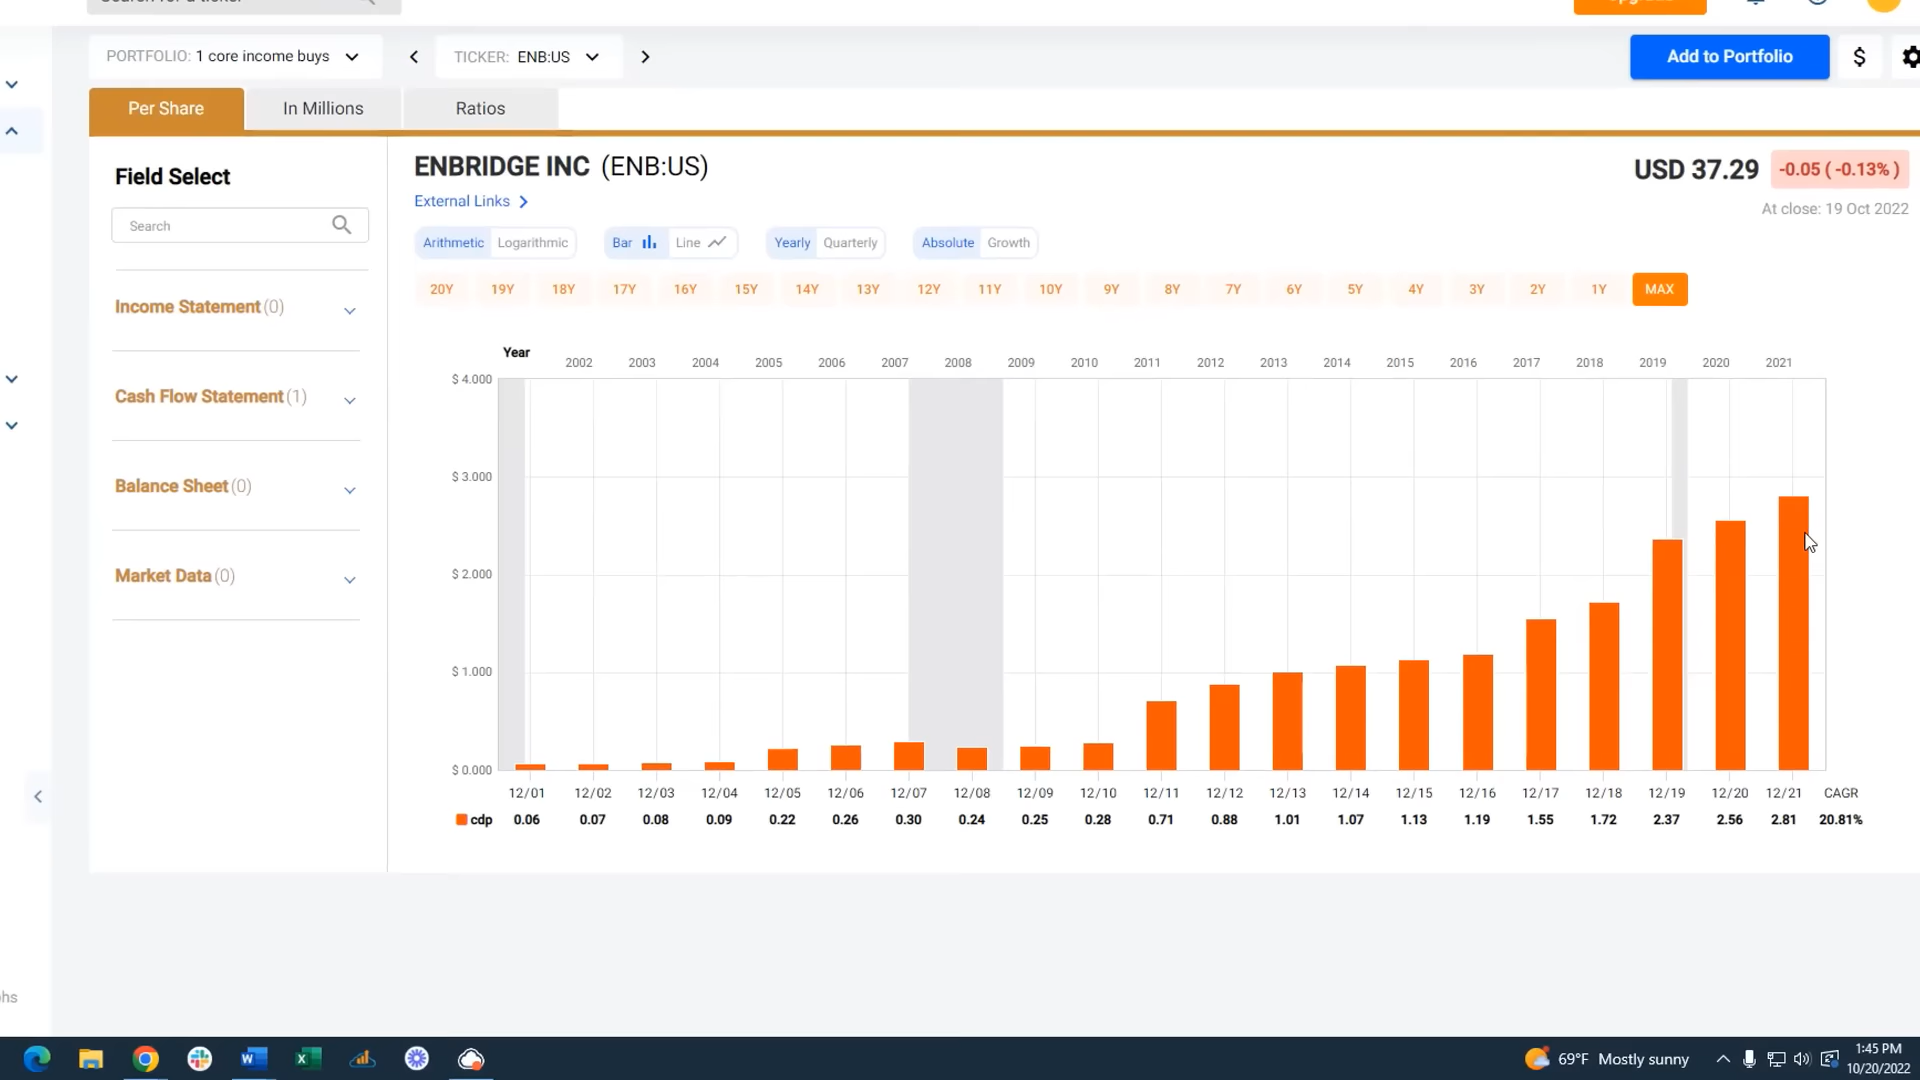 PORTFOLIO: 1 core income buys
TICKER: ENB:US
Add to Portfolio
$
Per Share
In Millions
Ratios
Field Select
Search
Income Statement (0)
Cash Flow Statement (1)
Balance Sheet (0)
Market Data (0)
ENBRIDGE INC (ENB:US)
USD 37.29 -0.05 ( -0.13% )
External Links
At close: 19 Oct 2022
Arithmetic Logarithmic Bar Line Yearly Quarterly Absolute Growth
20Y 19Y 18Y 17Y 16Y 15Y 14Y 13Y 12Y 11Y 10Y 9Y 8Y 7Y 6Y 5Y 4Y 3Y 2Y 1Y MAX
Year 2002 2003 2004 2005 2006 2007 2008 2009 2010 2011 2012 2013 2014 2015 2016 2017 2018 2019 2020 2021
$ 4.000
$ 3.000
$ 2.000
$ 1.000
$ 0.000
12/01 12/02 12/03 12/04 12/05 12/06 12/07 12/08 12/09 12/10 12/11 12/12 12/13 12/14 12/15 12/16 12/17 12/18 12/19 12/20 12/21 CAGR
cdp 0.06 0.07 0.08 0.09 0.22 0.26 0.30 0.24 0.25 0.28 0.71 0.88 1.01 1.07 1.13 1.19 1.55 1.72 2.37 2.56 2.81 20.81%
69°F Mostly sunny
1:45 PM
10/20/2022